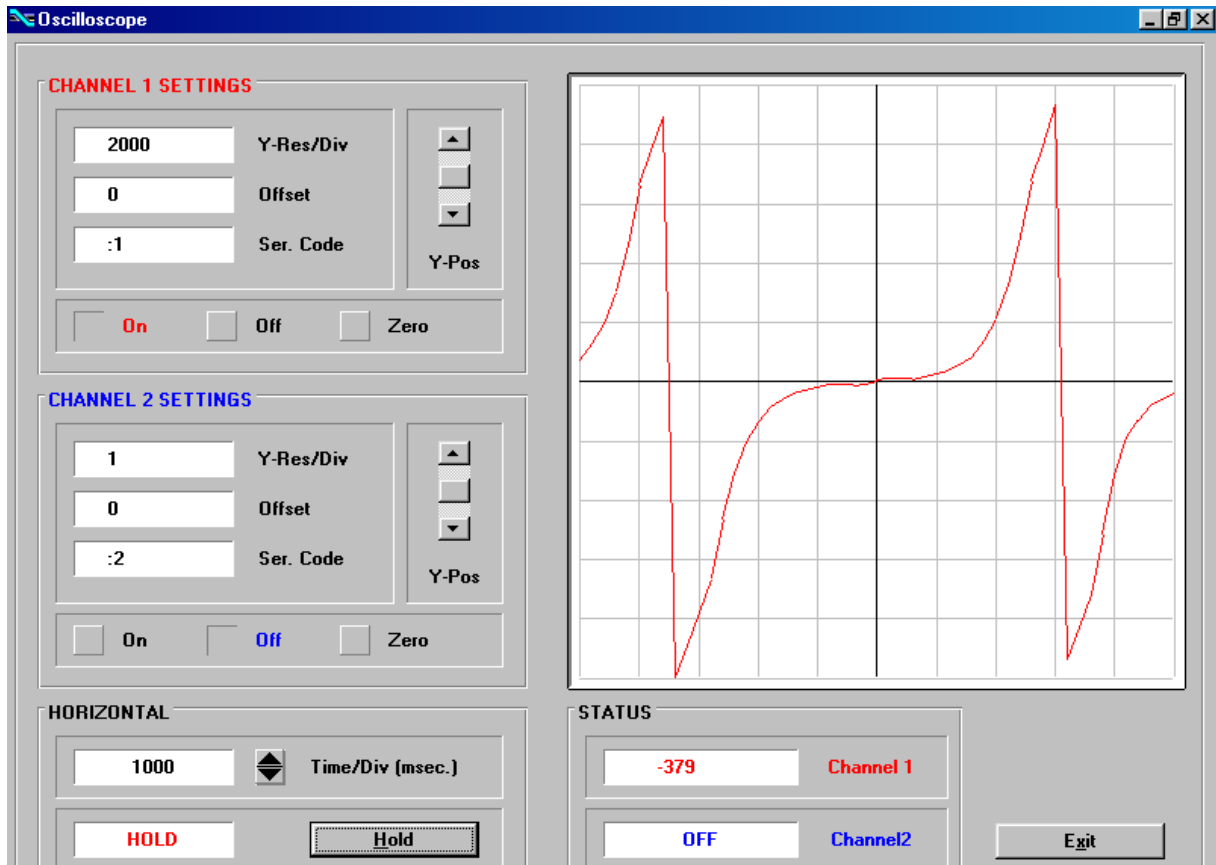 Oscilloscope
CHANNEL 1 SETTINGS
2000 Y-Res/Div
0 Offset
:1 Ser. Code
Y-Pos
On Off Zero
CHANNEL 2 SETTINGS
1 Y-Res/Div
0 Offset
:2 Ser. Code
Y-Pos
On Off Zero
HORIZONTAL
1000 Time/Div (msec.)
HOLD Hold
STATUS
-379 Channel 1
OFF Channel2
Exit